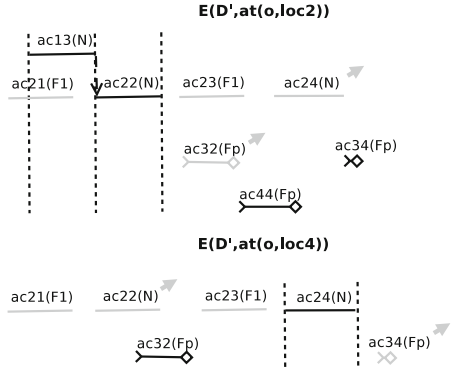 E(D',at(o,loc2))
ac13(N)
ac21(F1) ac22(N) ac23(F1) ac24(N)
ac32(Fp) ac34(Fp)
ac44(Fp)
E(D',at(o,loc4))
ac21(F1) ac22(N) ac23(F1) ac24(N)
ac32(Fp) ac34(Fp)